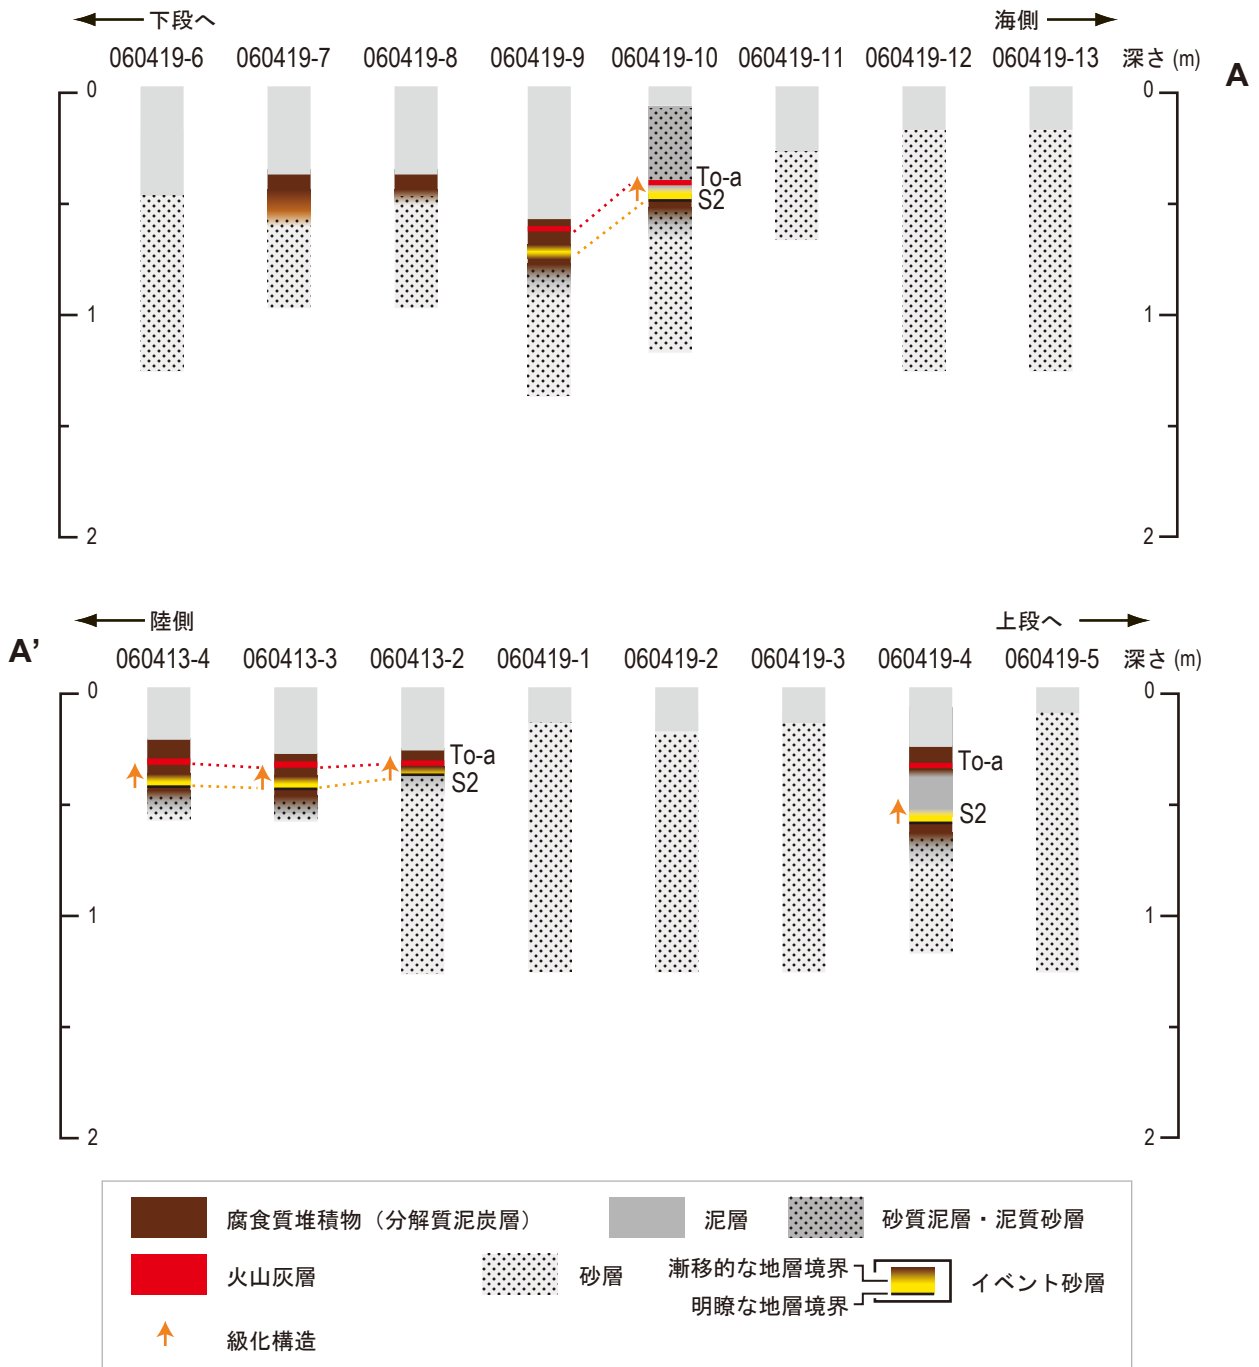 下段へ 海側
060419-6 060419-7 060419-8 060419-9 060419-10 060419-11 060419-12 060419-13 深さ (m) A
0 0
To-a
S2
1 1
2 2
陸側 上段へ
A’ 060413-4 060413-3 060413-2 060419-1 060419-2 060419-3 060419-4 060419-5 深さ (m)
0 0
To-a To-a
S2 S2
1 1
2 2
腐食質堆積物（分解質泥炭層） 泥層 砂質泥層・泥質砂層
火山灰層 砂層 漸移的な地層境界 イベント砂層
明瞭な地層境界
級化構造